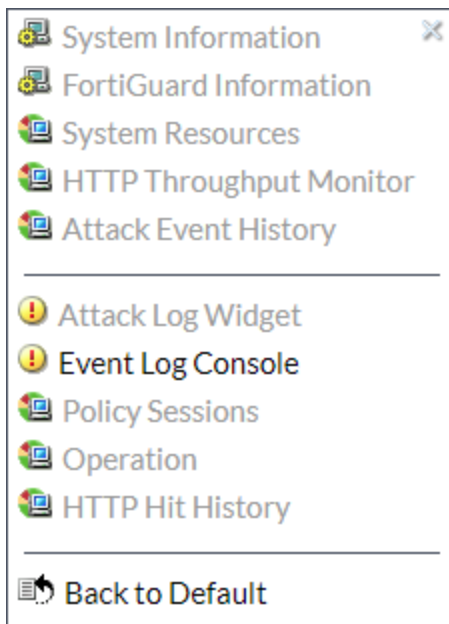 System Information
FortiGuard Information
System Resources
HTTP Throughput Monitor
Attack Event History
Attack Log Widget
Event Log Console
Policy Sessions
Operation
HTTP Hit History
Back to Default